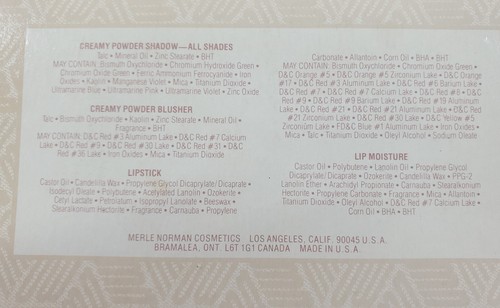 CREAMY POWDER SHADOW—ALL SHADES
Talc • Mineral Oil • Zinc Stearate • BHT
MAY CONTAIN: Bismuth Oxychloride • Chromium Hydroxide Green •
Chromium Oxide Green • Ferric Ammonium Ferrocyanide • Iron
Oxides • Kaolin • Manganese Violet • Mica • Titanium Dioxide •
Ultramarine Blue • Ultramarine Pink • Ultramarine Violet • Zinc Oxide
CREAMY POWDER BLUSHER
Talc • Bismuth Oxychloride • Kaolin • Zinc Stearate • Mineral Oil •
Fragrance • BHT
MAY CONTAIN: D&C Red #3 Aluminum Lake • D&C Red #7 Calcium
Lake • D&C Red #9 • D&C Red #30 Lake • D&C Red #31 • D&C
Red #36 Lake • Iron Oxides • Mica • Titanium Dioxide
LIPSTICK
Castor Oil • Candelilla Wax • Propylene Glycol Dicaprylate/Dicaprate •
Isodecyl Oleate • Polybutene • Acetylated Lanolin • Ozokerite •
Cetyl Lactate • Petrolatum • Isopropyl Lanolate • Beeswax •
Stearalkonium Hectorite • Fragrance • Carnauba • Propylene
Carbonate • Allantoin • Corn Oil • BHA • BHT
MAY CONTAIN: Bismuth Oxychloride • Chromium Oxide Green •
D&C Orange #5 • D&C Orange #5 Zirconium Lake • D&C Orange
#17 • D&C Red #3 Aluminum Lake • D&C Red #6 Barium Lake •
D&C Red #7 • D&C Red #7 Calcium Lake • D&C Red #8 • D&C
Red #9 • D&C Red #9 Barium Lake • D&C Red #19 Aluminum
Lake • D&C Red #21 • D&C Red #21 Aluminum Lake • D&C
Red #21 Zirconium Lake • D&C Red #30 Lake • D&C Yellow #5
Zirconium Lake • FD&C Blue #1 Aluminum Lake • Iron Oxides •
Mica • Talc • Titanium Dioxide • Oleyl Alcohol • Sodium Oleate
LIP MOISTURE
Castor Oil • Polybutene • Lanolin Oil • Propylene Glycol
Dicaprylate/Dicaprate • Ozokerite • Candelilla Wax • PPG-2
Lanolin Ether • Arachidyl Propionate • Carnauba • Stearalkonium
Hectorite • Propylene Carbonate • Fragrance • Mica • Allantoin •
Titanium Dioxide • Oleyl Alcohol • D&C Red #7 Calcium Lake •
Corn Oil • BHA • BHT
MERLE NORMAN COSMETICS LOS ANGELES, CALIF. 90045 U.S.A.
BRAMALEA, ONT. L6T 1G1 CANADA MADE IN U.S.A.